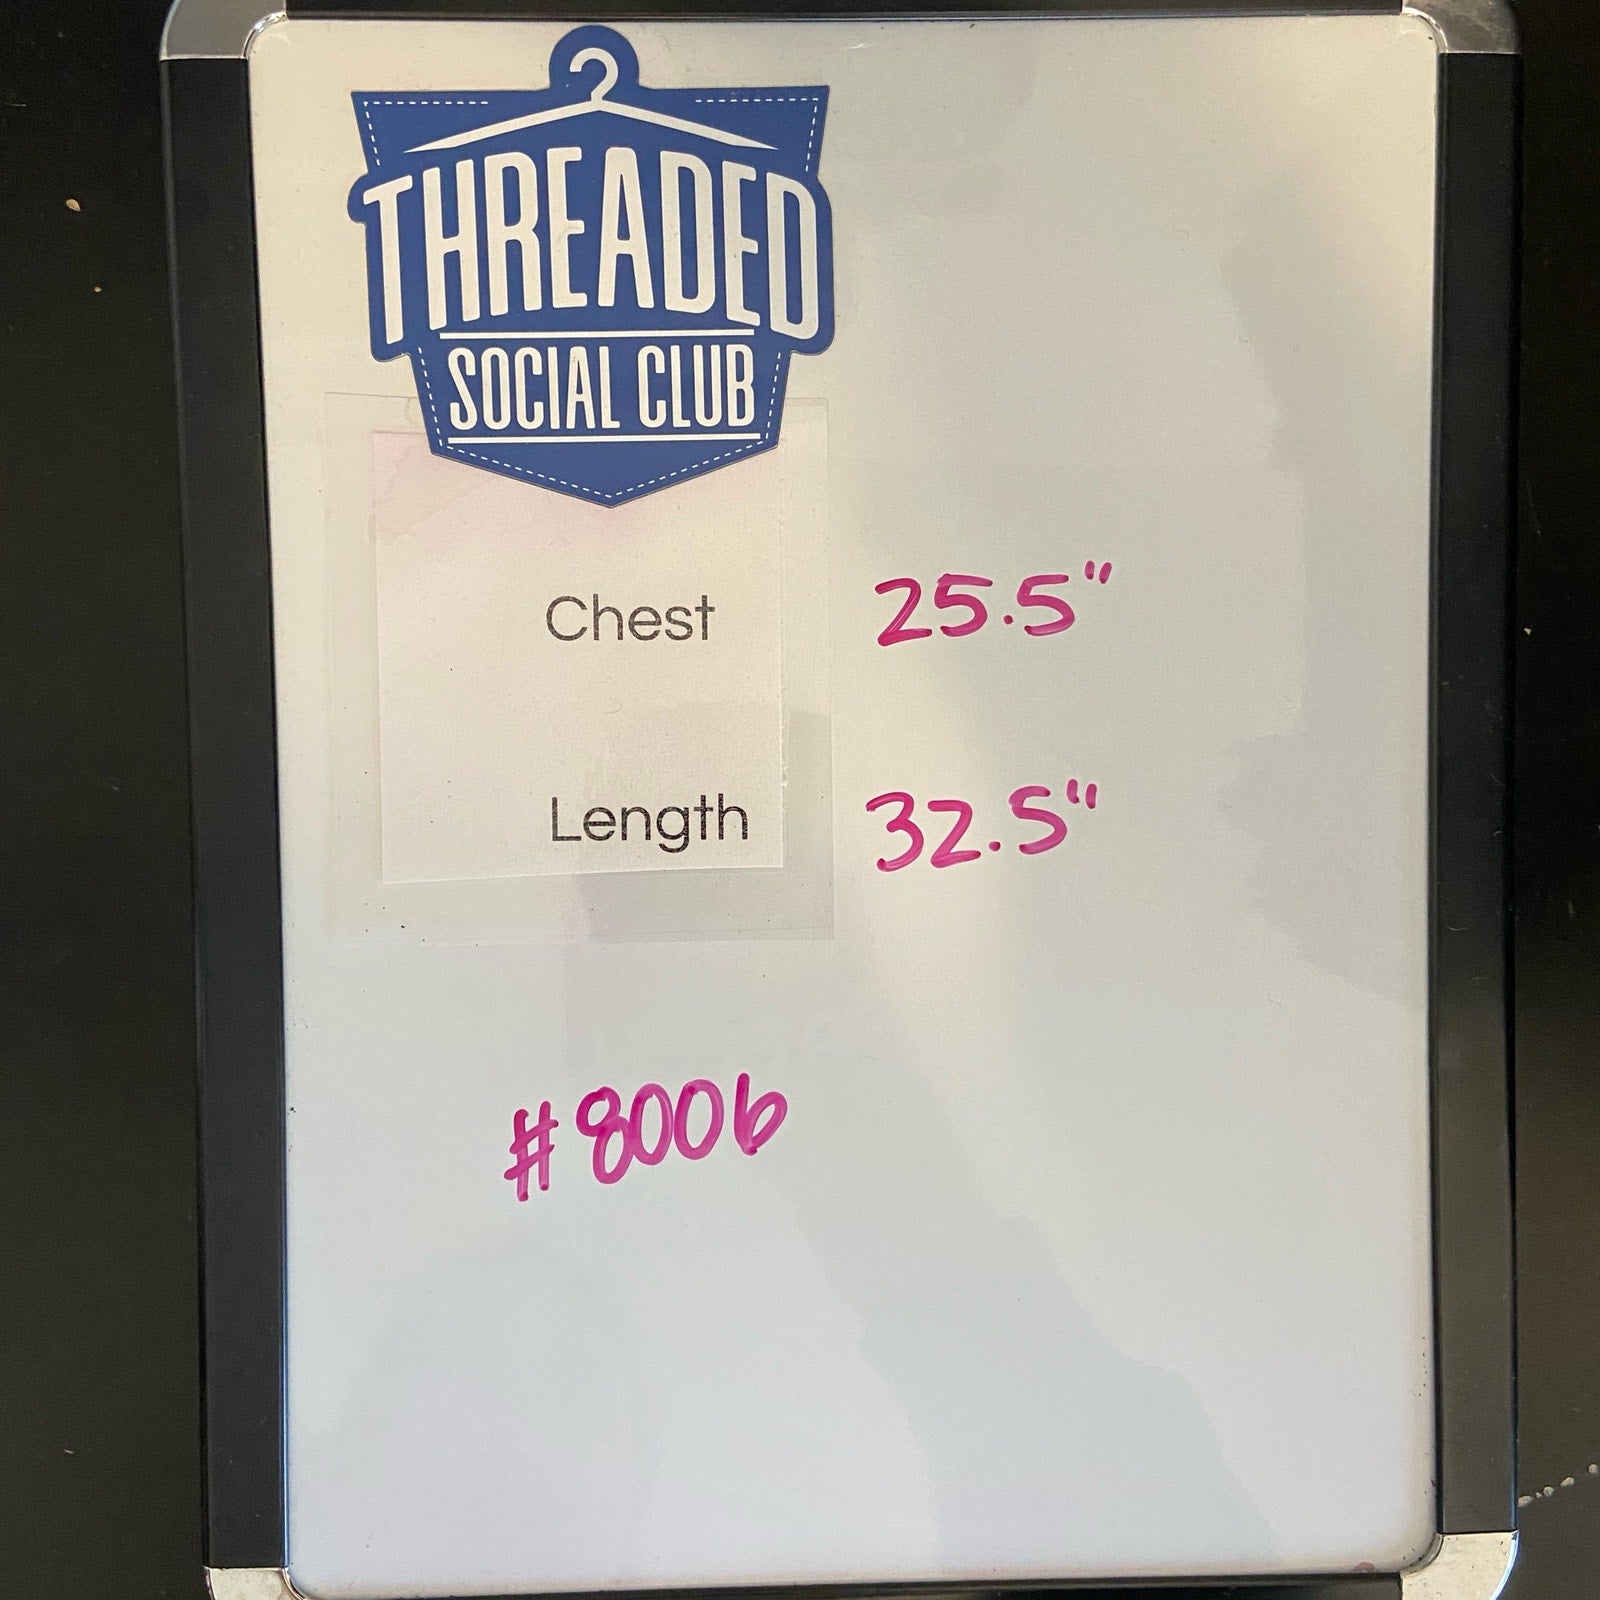 THREADED
SOCIAL CLUB
Chest 25.5"
Length 32.5"
#8006